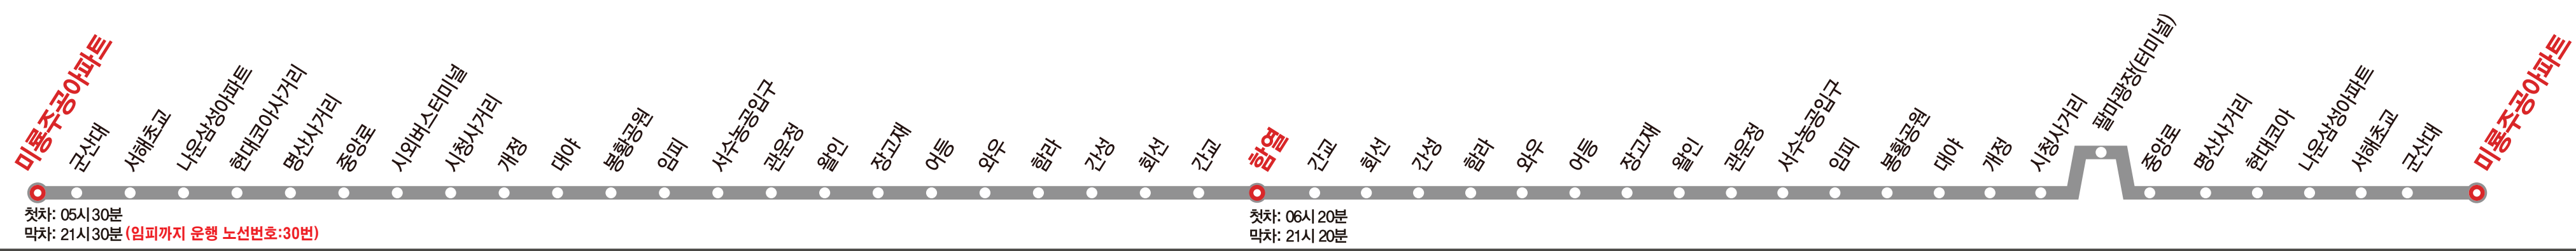 미룡주공아파트
군산대
서해초교
나운삼성아파트
현대코아사거리
명산사거리
중앙로
시외버스터미널
시청사거리
개정
대야
봉황공원
임피
서수농공입구
관운정
월인
장고재
어등
와우
함라
간성
회선
간교
함열
간교
회선
간성
함라
와우
어등
장고재
월인
관운정
서수농공입구
임피
봉황공원
대야
개정
시청사거리
팔마광장(터미널)
중앙로
명산사거리
현대코아
나운삼성아파트
서해초교
군산대
미룡주공아파트
첫차: 05시 30분
막차: 21시 30분 (임피까지 운행 노선번호:30번)
첫차: 06시 20분
막차: 21시 20분